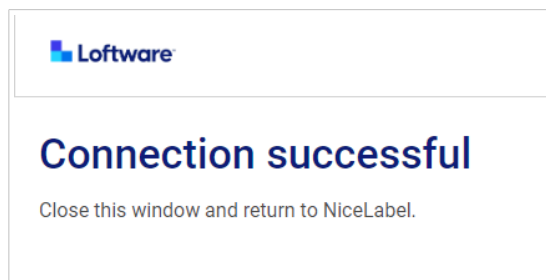 Loftware
Connection successful
Close this window and return to NiceLabel.